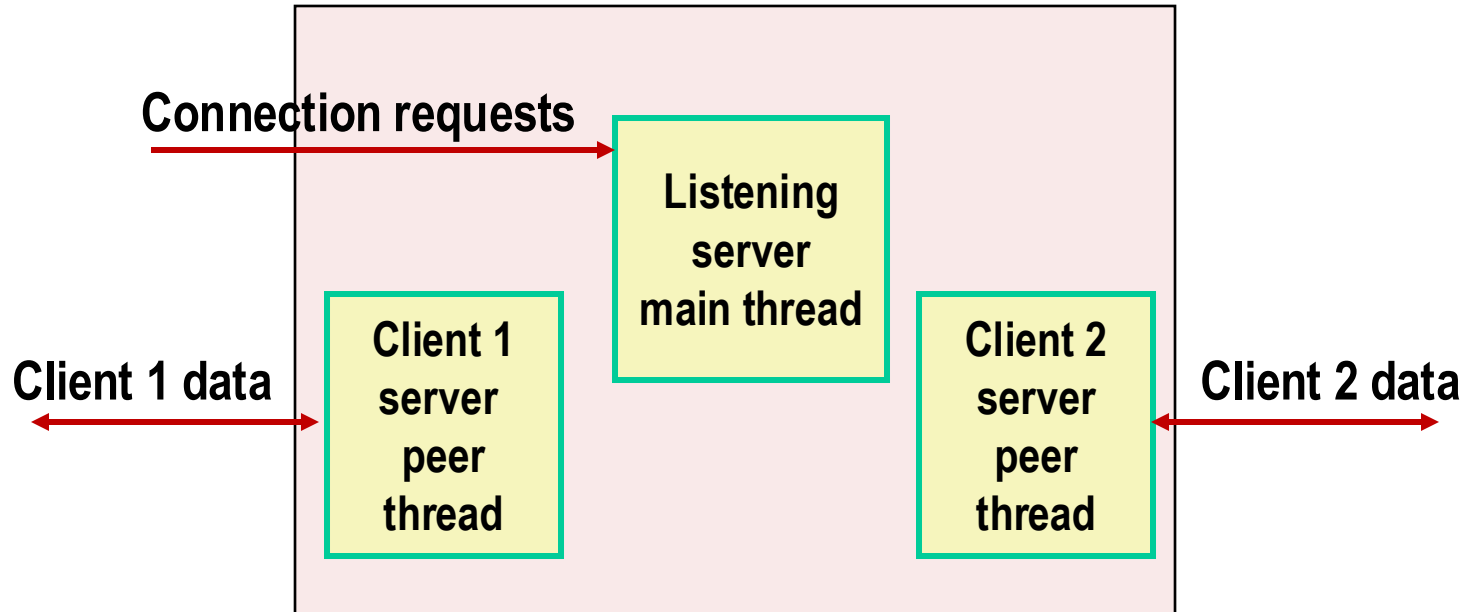 Connection requests
Listening
server
main thread
Client 1
server
peer
thread
Client 2
server
peer
thread
Client 1 data
Client 2 data